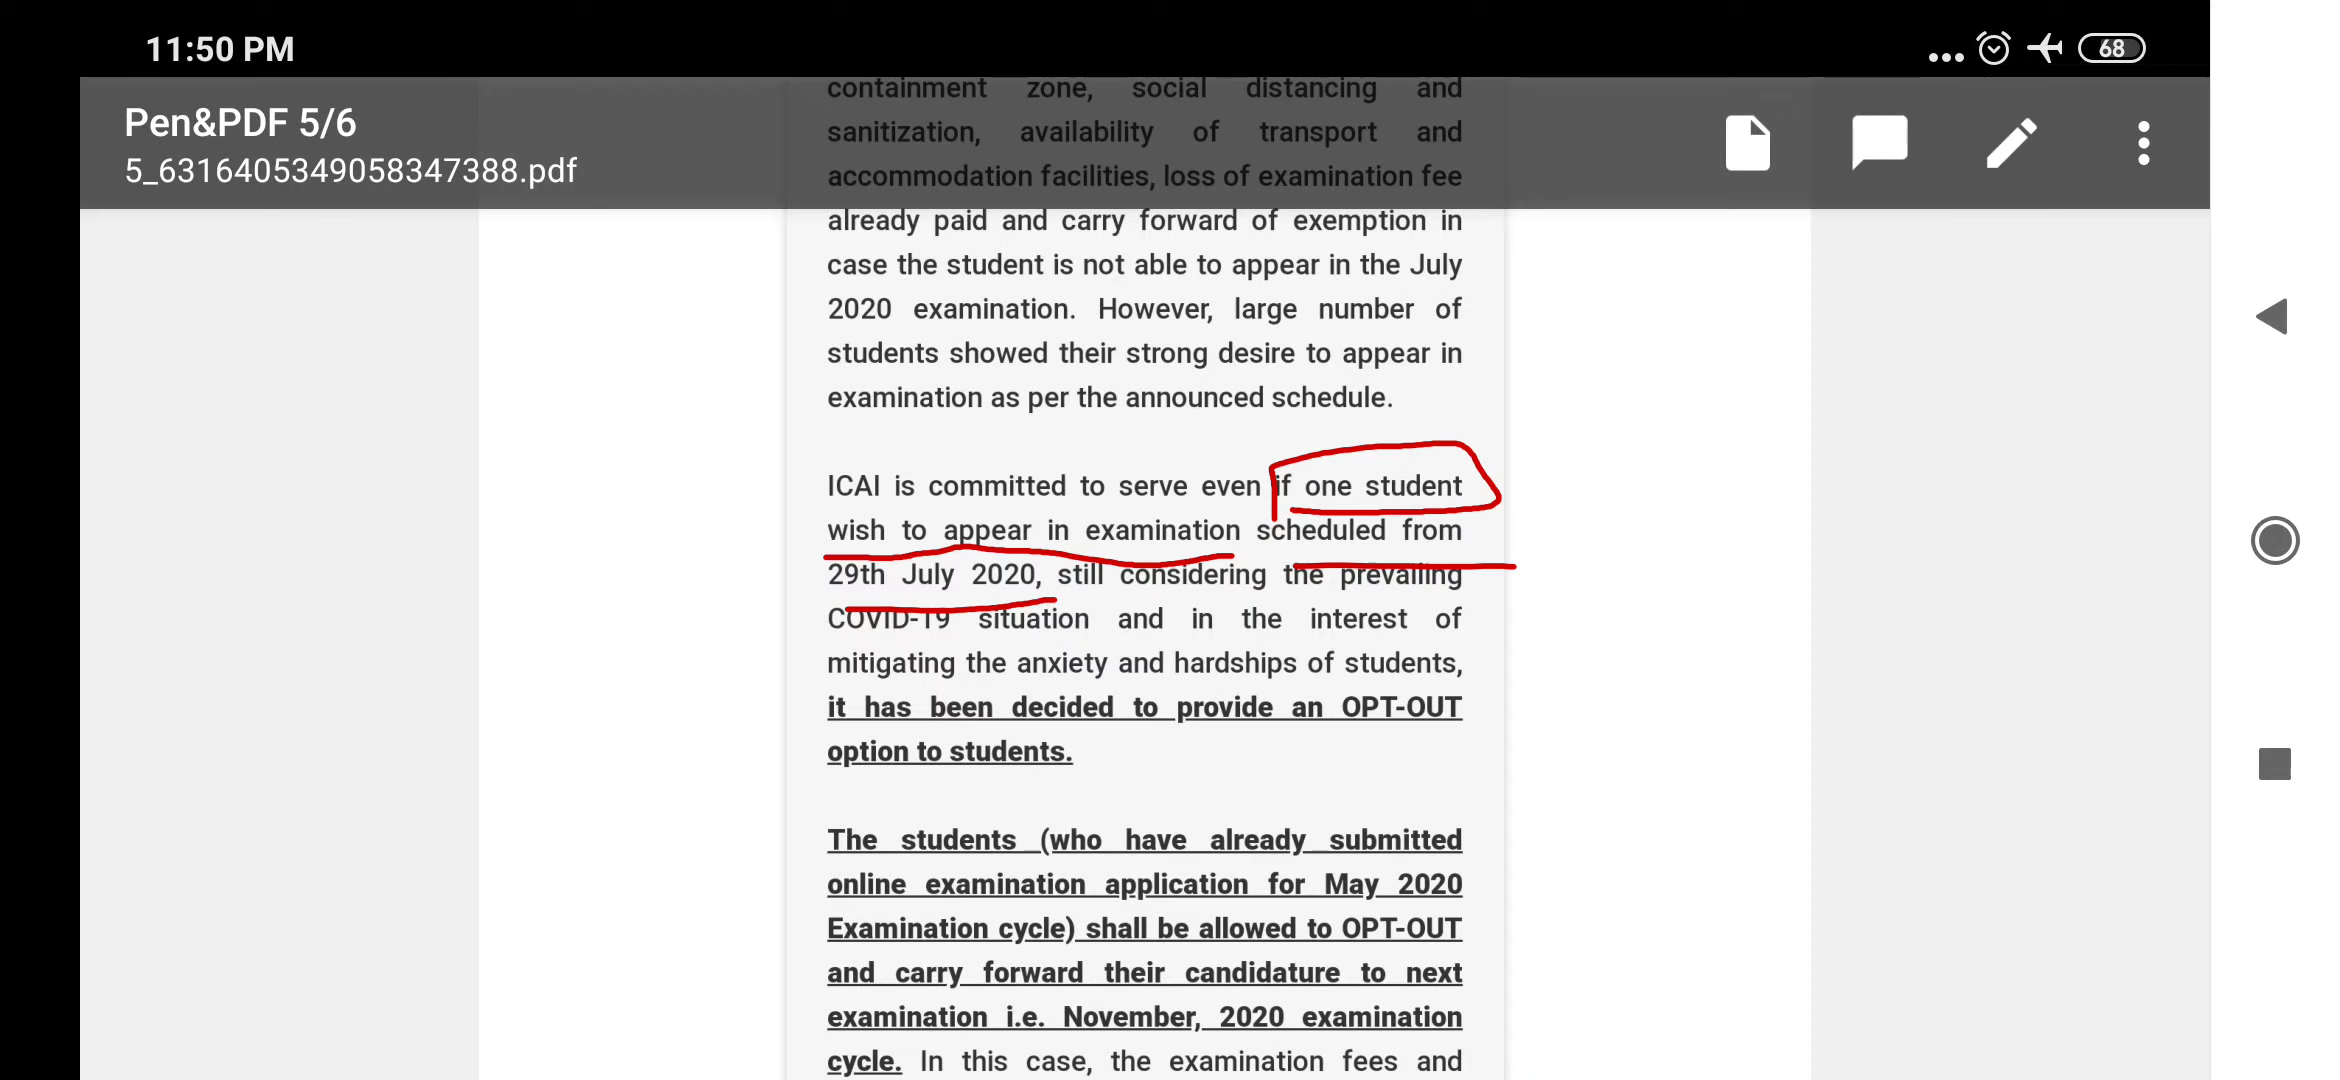 11:50 PM
68
Pen&PDF 5/6
5_6316405349058347388.pdf
containment zone, social distancing and
sanitization, availability of transport and
accommodation facilities, loss of examination fee
already paid and carry forward of exemption in
case the student is not able to appear in the July
2020 examination. However, large number of
students showed their strong desire to appear in
examination as per the announced schedule.
ICAI is committed to serve even if one student
wish to appear in examination scheduled from
29th July 2020, still considering the prevailing
COVID-19 situation and in the interest of
mitigating the anxiety and hardships of students,
it has been decided to provide an OPT-OUT
option to students.
The students (who have already submitted
online examination application for May 2020
Examination cycle) shall be allowed to OPT-OUT
and carry forward their candidature to next
examination i.e. November, 2020 examination
cycle. In this case, the examination fees and